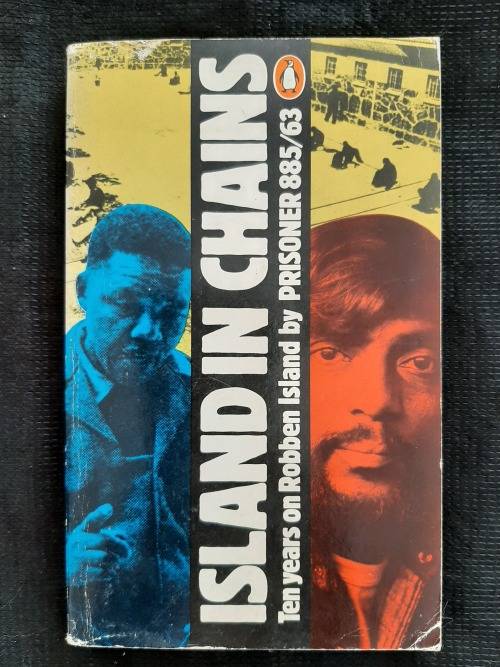 ISLAND IN CHAINS
Ten years on Robben Island by PRISONER 885/63